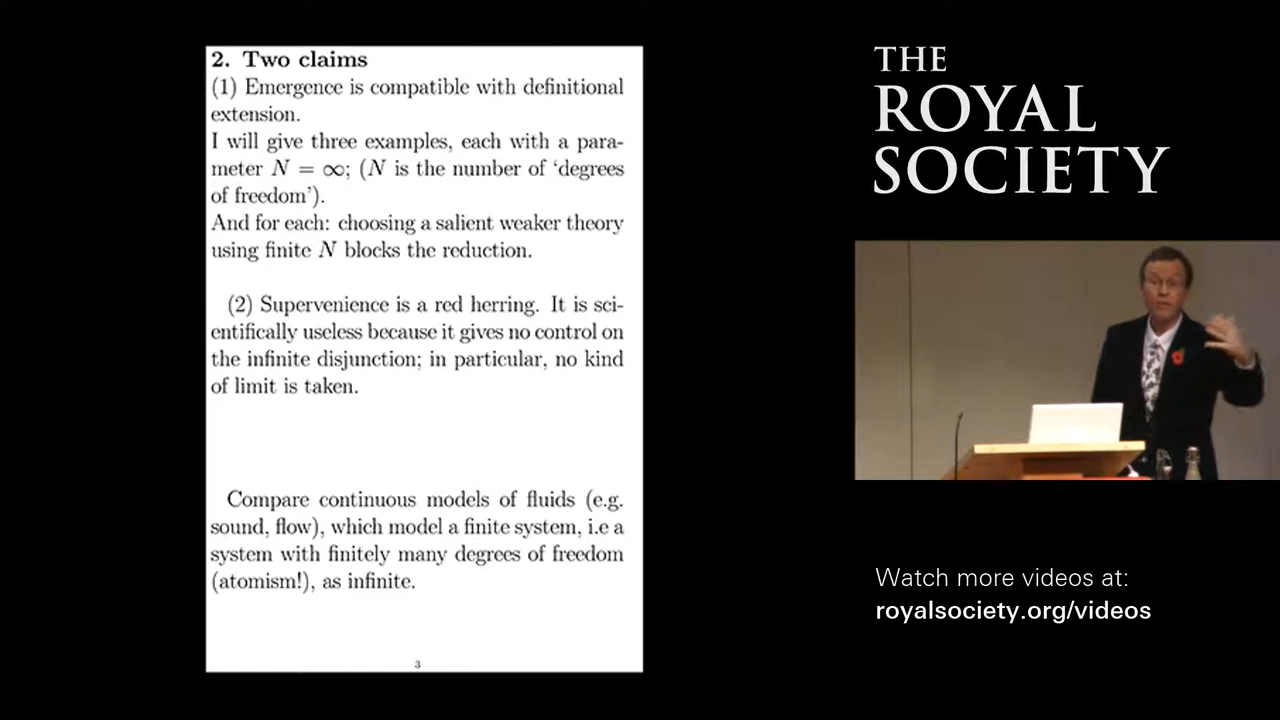 2. Two claims
(1) Emergence is compatible with definitional
extension.
I will give three examples, each with a para-
meter N = ∞; (N is the number of ‘degrees
of freedom’).
And for each: choosing a salient weaker theory
using finite N blocks the reduction.
(2) Supervenience is a red herring. It is sci-
entifically useless because it gives no control on
the infinite disjunction; in particular, no kind
of limit is taken.
Compare continuous models of fluids (e.g.
sound, flow), which model a finite system, i.e a
system with finitely many degrees of freedom
(atomism!), as infinite.
3
THE
ROYAL
SOCIETY
Watch more videos at:
royalsociety.org/videos